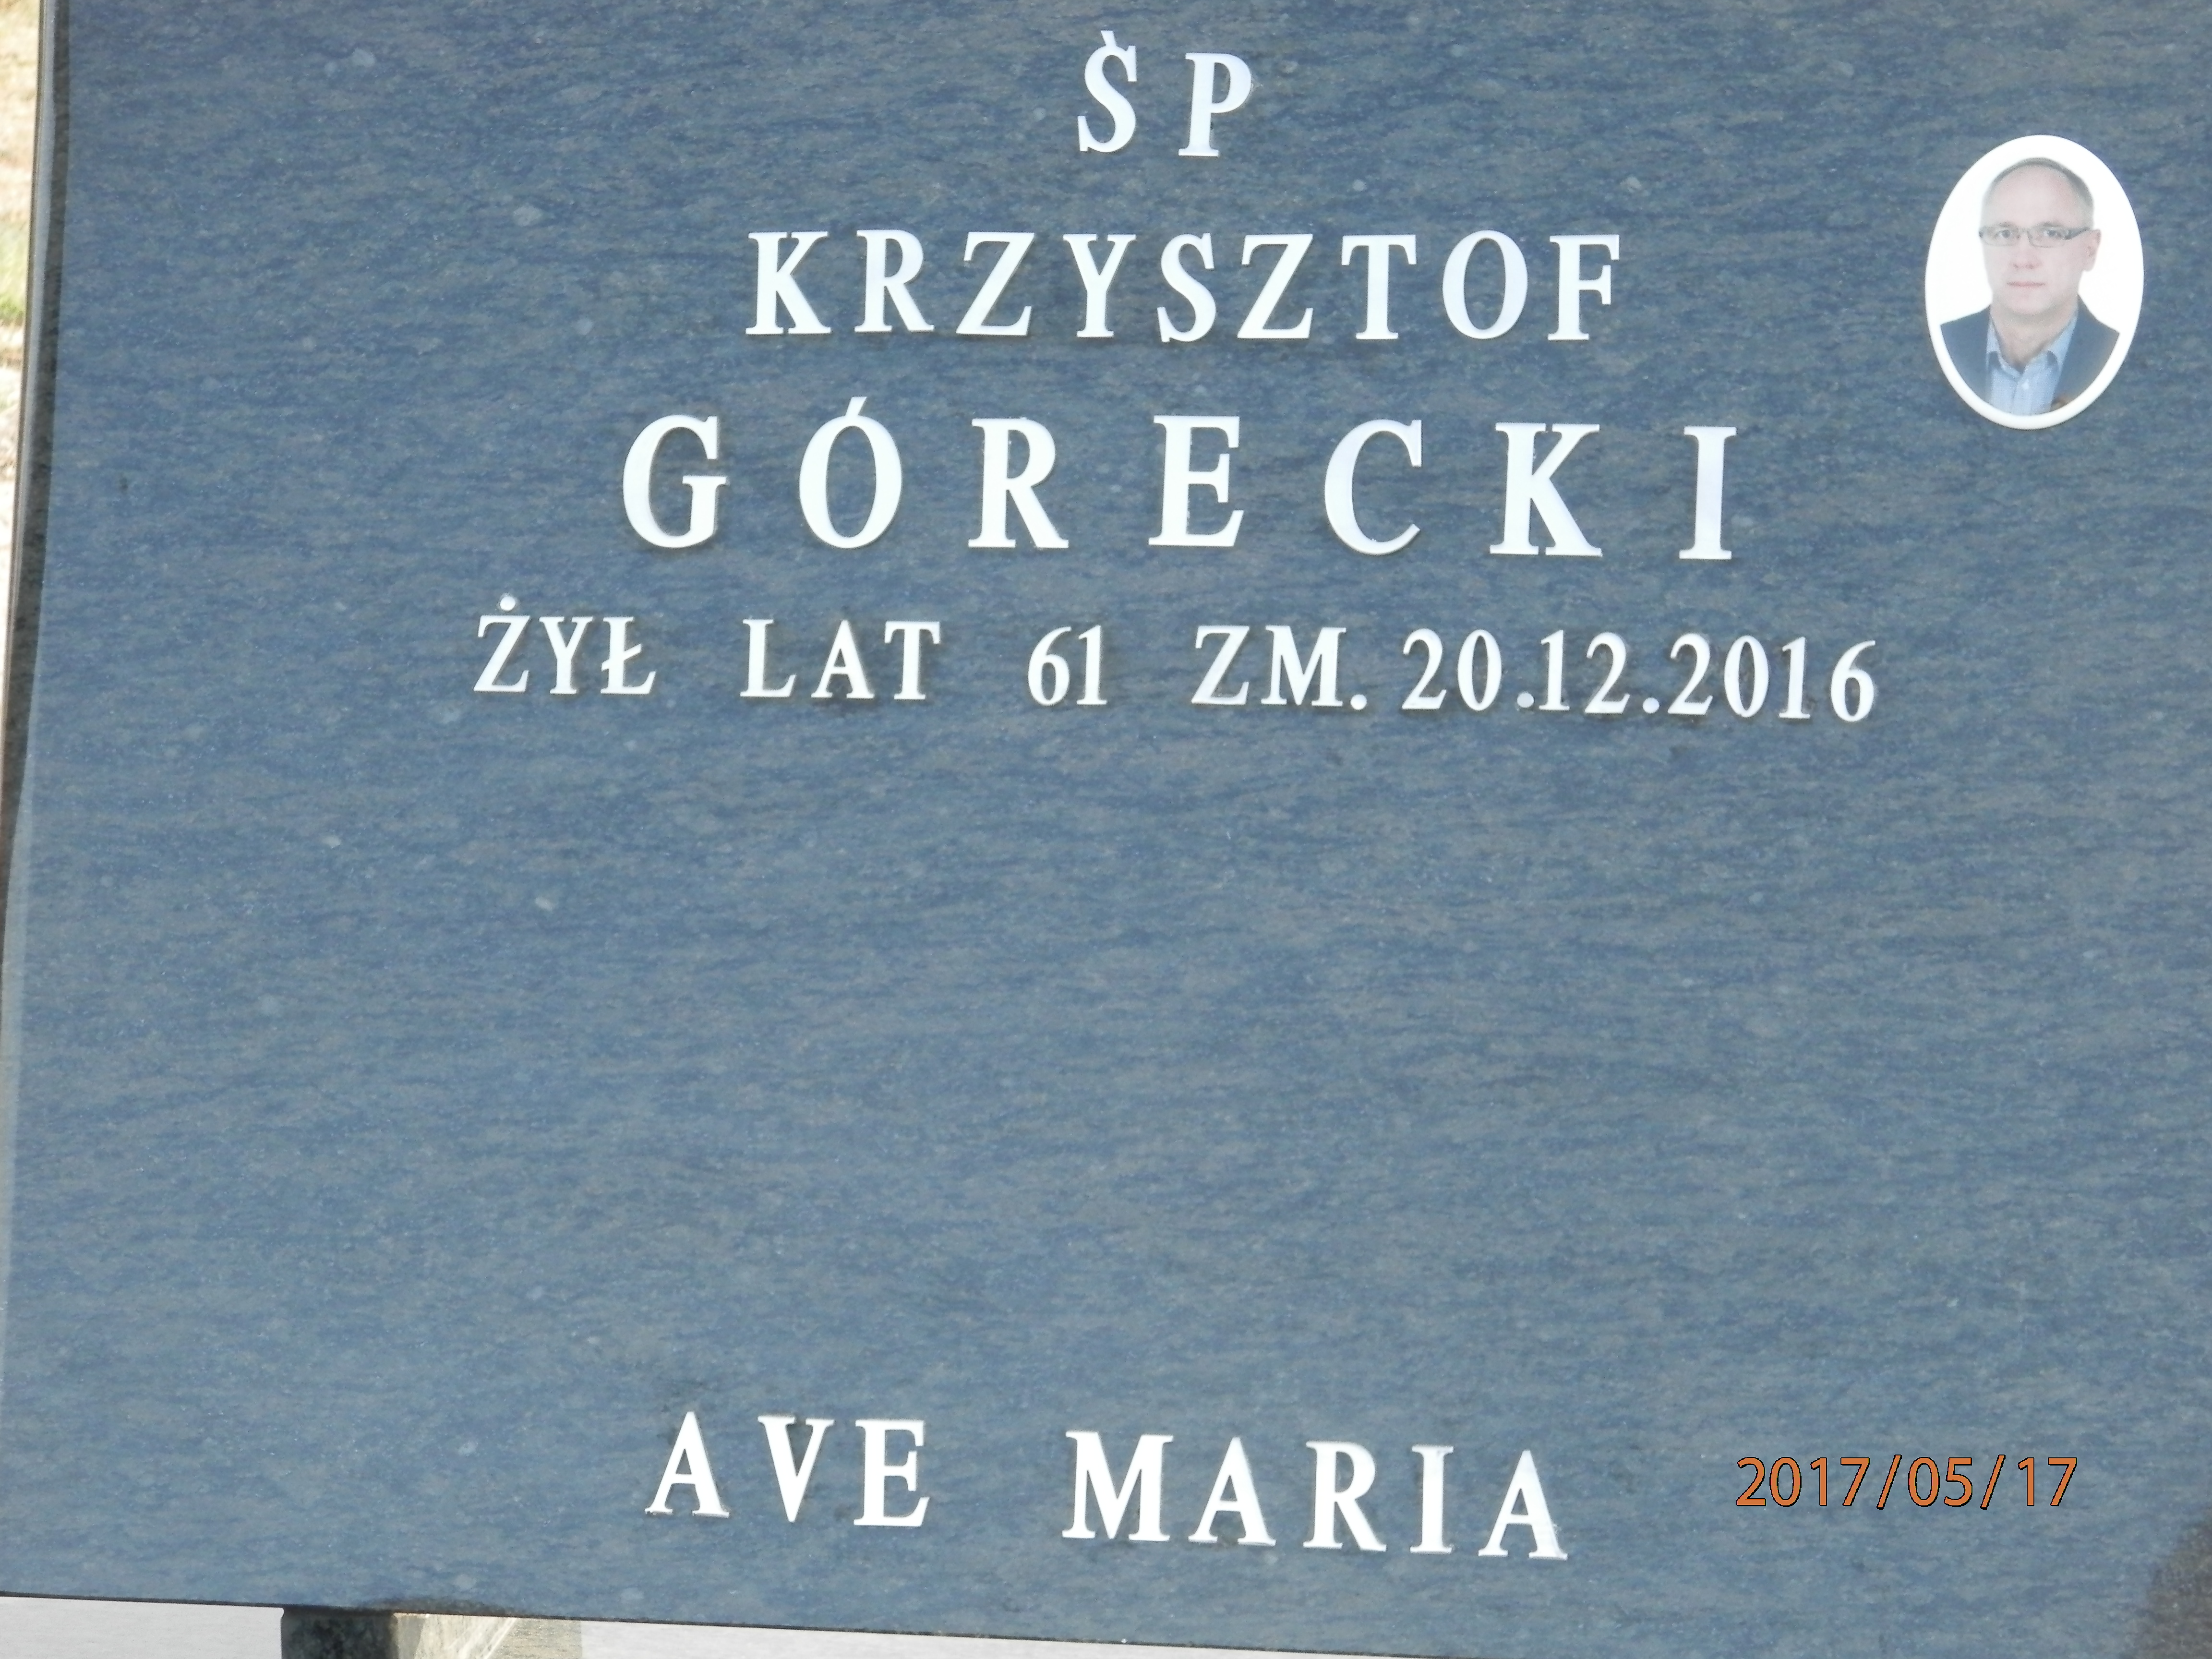 ŚP
KRZYSZTOF
GÓRECKI
ŻYŁ LAT 61 ZM. 20.12.2016
AVE MARIA
2017/05/17